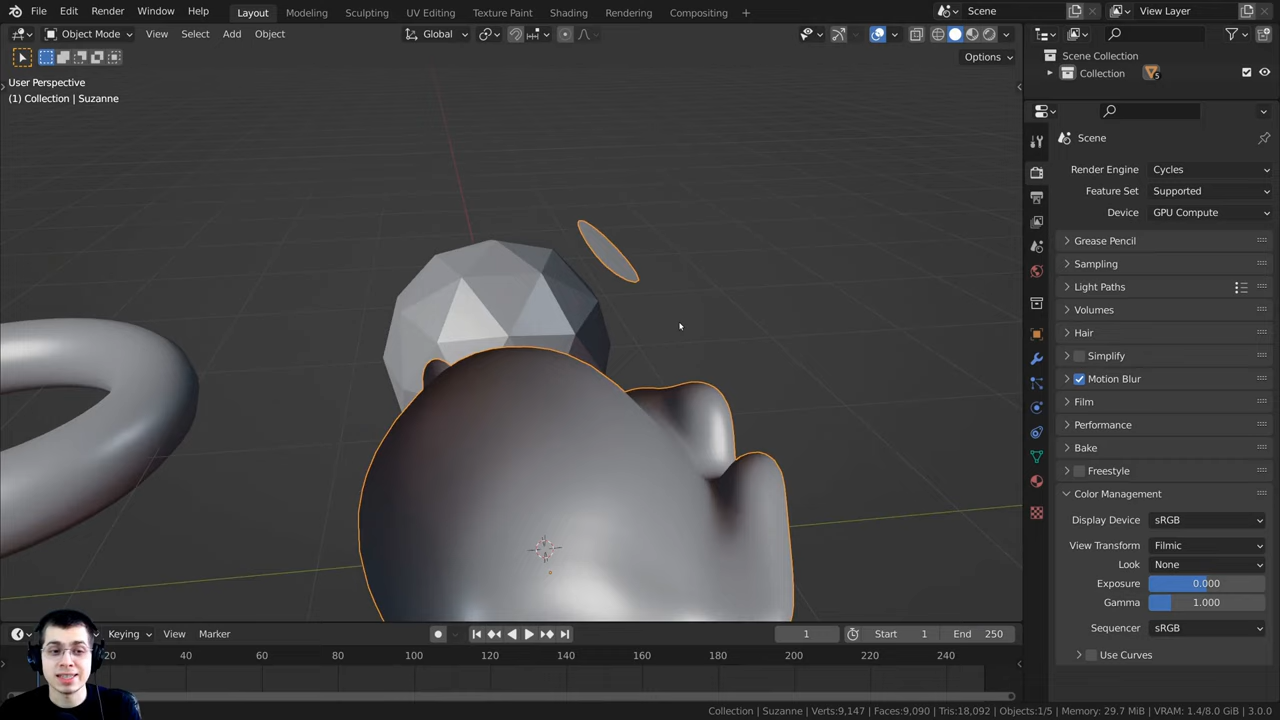 File Edit Render Window Help Layout Modeling Sculpting UV Editing Texture Paint Shading Rendering Compositing + Scene View Layer
Object Mode View Select Add Object Global
Options
User Perspective
(1) Collection | Suzanne
Scene Collection
Collection 5
Scene
Render Engine Cycles
Feature Set Supported
Device GPU Compute
Grease Pencil
Sampling
Light Paths
Volumes
Hair
Simplify
Motion Blur
Film
Performance
Bake
Freestyle
Color Management
Display Device sRGB
View Transform Filmic
Look None
Exposure 0.000
Gamma 1.000
Sequencer sRGB
Use Curves
Keying View Marker 1 Start 1 End 250
20 40 60 80 100 120 140 160 180 200 220 240
Collection | Suzanne Verts:9,147 | Faces:9,090 | Tris:18,092 | Objects:1/5 | Memory: 29.7 MiB | VRAM: 1.4/8.0 GiB | 3.0.0